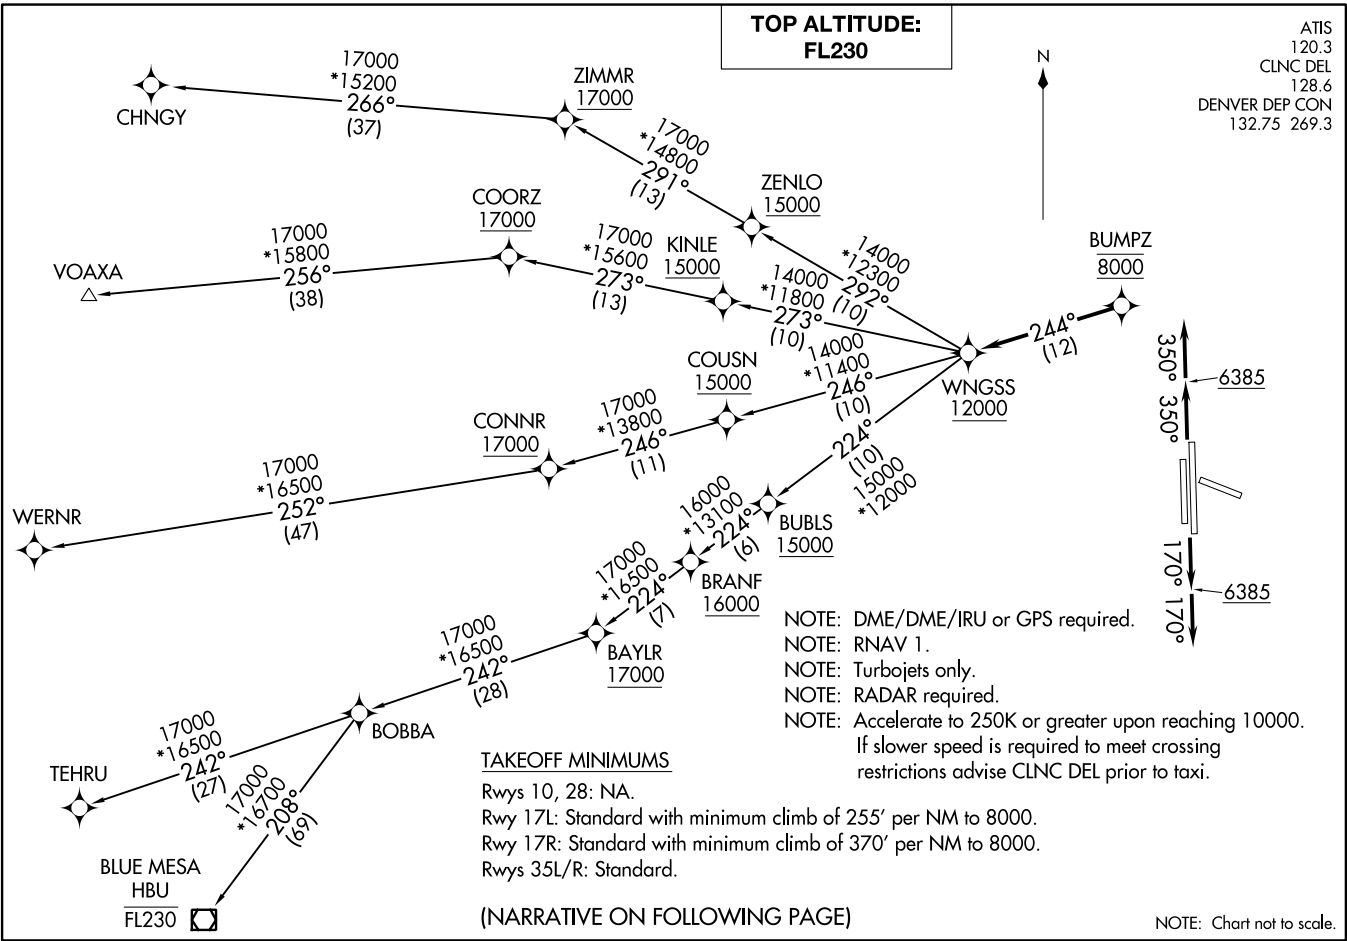 TOP ALTITUDE:
FL230
ATIS
120.3
CLNC DEL
128.6
DENVER DEP CON
132.75 269.3
N
CHNGY
17000
*15200
266°
(37)
ZIMMR
17000
17000
*14800
291°
(13)
ZENLO
15000
14000
*12300
292°
(10)
COORZ
17000
17000
*15800
256°
(38)
VOAXA
17000
*15600
273°
(13)
KINLE
15000
14000
*11800
273°
(10)
BUMPZ
8000
244°
(12)
WNGSS
12000
14000
*11400
246°
(10)
COUSN
15000
17000
*13800
246°
(11)
CONNR
17000
17000
*16500
252°
(47)
WERNR
224°
(10)
15000
*12000
BUBLS
15000
16000
*13100
224°
(6)
BRANF
16000
17000
*16500
224°
(7)
BAYLR
17000
17000
*16500
242°
(28)
BOBBA
17000
*16500
242°
(27)
TEHRU
17000
*16700
208°
(69)
BLUE MESA
HBU
FL230
350°
6385
350°
170°
6385
170°
NOTE: DME/DME/IRU or GPS required.
NOTE: RNAV 1.
NOTE: Turbojets only.
NOTE: RADAR required.
NOTE: Accelerate to 250K or greater upon reaching 10000.
If slower speed is required to meet crossing
restrictions advise CLNC DEL prior to taxi.
TAKEOFF MINIMUMS
Rwys 10, 28: NA.
Rwy 17L: Standard with minimum climb of 255' per NM to 8000.
Rwy 17R: Standard with minimum climb of 370' per NM to 8000.
Rwys 35L/R: Standard.
(NARRATIVE ON FOLLOWING PAGE)
NOTE: Chart not to scale.